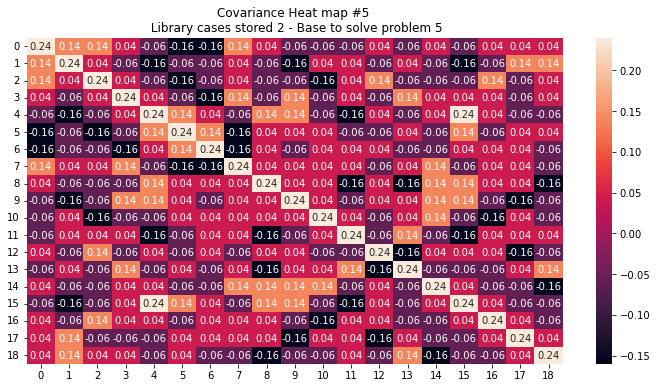 Covariance Heat map #5
Library cases stored 2 - Base to solve problem 5
0 0.24 0.14 0.14 0.04 -0.06 -0.16 -0.16 0.14 0.04 -0.06 -0.06 -0.06 0.04 -0.06 0.04 -0.06 0.04 0.04 0.04
1 0.14 0.24 0.04 -0.06 -0.16 -0.06 -0.06 0.04 -0.06 -0.16 0.04 0.04 -0.06 0.04 -0.06 -0.16 -0.06 0.14 0.14
2 0.14 0.04 0.24 0.04 -0.06 -0.16 -0.06 0.04 -0.06 -0.06 -0.16 0.04 0.14 -0.06 -0.06 -0.06 0.14 -0.06 0.04
3 0.04 -0.06 0.04 0.24 0.04 -0.06 -0.16 0.14 -0.06 0.14 -0.06 0.04 -0.06 0.14 0.04 0.04 0.04 -0.06 0.04
4 -0.06 -0.16 -0.06 0.04 0.24 0.14 0.04 -0.06 0.14 0.14 -0.06 -0.16 0.04 -0.06 0.04 0.24 0.04 -0.06 -0.06
5 -0.16 -0.06 -0.16 -0.06 0.14 0.24 0.14 -0.16 0.04 0.04 0.04 0.04 -0.06 -0.06 -0.06 0.14 -0.06 0.04 0.04
6 -0.16 -0.06 -0.06 -0.16 0.04 0.14 0.24 -0.16 0.04 -0.06 0.04 0.04 0.04 -0.06 0.04 0.04 0.04 0.04 -0.06
7 0.14 0.04 0.04 0.14 -0.06 -0.16 -0.16 0.24 0.04 0.04 0.04 0.04 -0.06 0.04 0.14 -0.06 0.04 0.04 -0.06
8 0.04 -0.06 -0.06 -0.06 0.14 0.04 0.04 0.04 0.24 0.04 0.04 -0.16 0.04 -0.16 0.14 0.14 0.04 0.04 -0.16
9 -0.06 -0.16 -0.06 0.14 0.14 0.04 -0.06 0.04 0.04 0.24 0.04 0.04 -0.06 0.04 0.14 0.14 -0.06 -0.16 -0.06
10 -0.06 0.04 -0.16 -0.06 -0.06 0.04 0.04 0.04 0.04 0.04 0.24 0.04 -0.06 0.04 0.14 -0.06 -0.16 0.04 -0.06
11 -0.06 0.04 0.04 0.04 -0.16 0.04 0.04 0.04 -0.16 0.04 0.04 0.24 -0.06 0.14 -0.06 -0.16 0.04 0.04 0.04
12 0.04 -0.06 0.14 -0.06 0.04 -0.06 0.04 -0.06 0.04 -0.06 -0.06 -0.06 0.24 -0.16 0.04 0.04 0.04 -0.16 0.04
13 -0.06 0.04 -0.06 0.14 -0.06 -0.06 -0.06 0.04 -0.16 0.04 0.04 0.14 -0.16 0.24 -0.06 -0.06 -0.06 0.04 0.14
14 0.04 -0.06 -0.06 0.04 0.04 -0.06 0.04 0.14 0.14 0.14 0.14 -0.06 0.04 -0.06 0.24 0.04 -0.06 -0.06 -0.16
15 -0.06 -0.16 -0.06 0.04 0.24 0.14 0.04 -0.06 0.14 0.14 -0.06 -0.16 0.04 -0.06 0.04 0.24 0.04 -0.06 -0.06
16 0.04 -0.06 0.14 0.04 0.04 -0.06 0.04 0.04 0.04 -0.06 -0.16 0.04 0.04 -0.06 -0.06 0.04 0.24 0.04 -0.06
17 0.04 0.14 -0.06 -0.06 -0.06 0.04 0.04 0.04 0.04 -0.16 0.04 0.04 -0.16 0.04 -0.06 -0.06 0.04 0.24 0.04
18 0.04 0.14 0.04 0.04 -0.06 0.04 -0.06 -0.06 -0.16 -0.06 -0.06 0.04 0.04 0.14 -0.16 -0.06 -0.06 0.04 0.24
0 1 2 3 4 5 6 7 8 9 10 11 12 13 14 15 16 17 18
0.20
0.15
0.10
0.05
0.00
−0.05
−0.10
−0.15